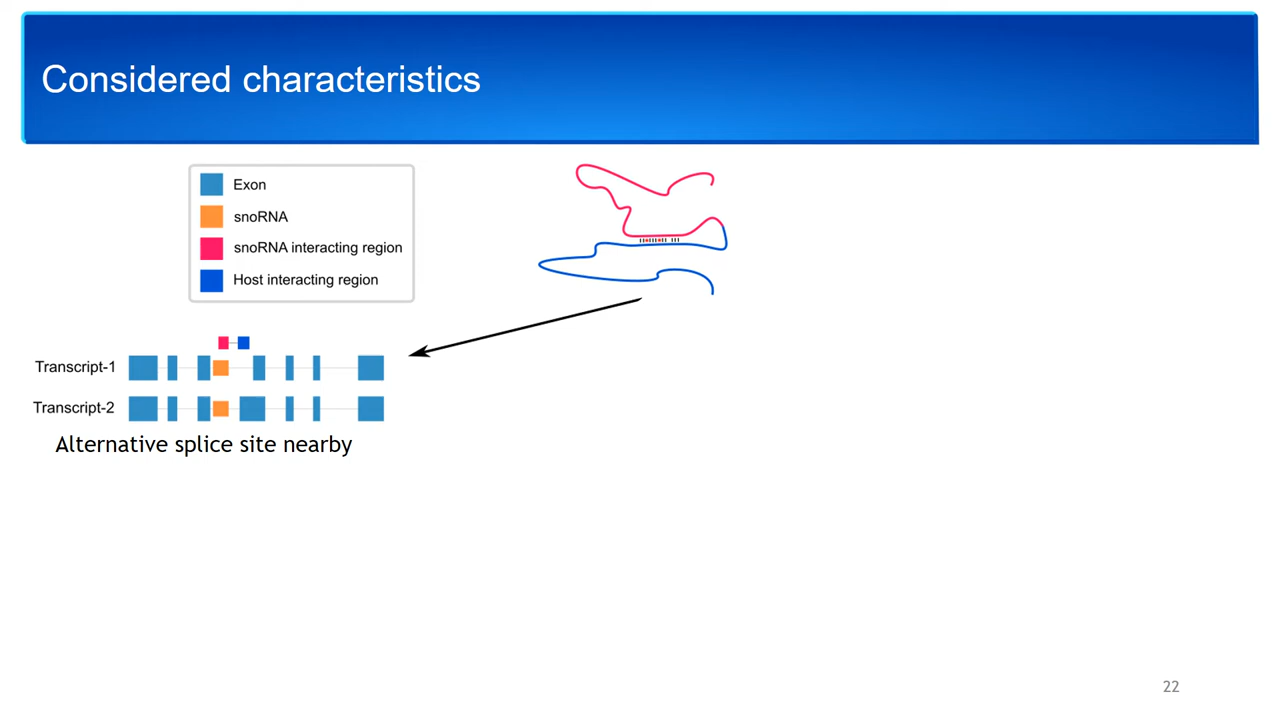 Considered characteristics
Exon
snoRNA
snoRNA interacting region
Host interacting region
Transcript-1
Transcript-2
Alternative splice site nearby
22